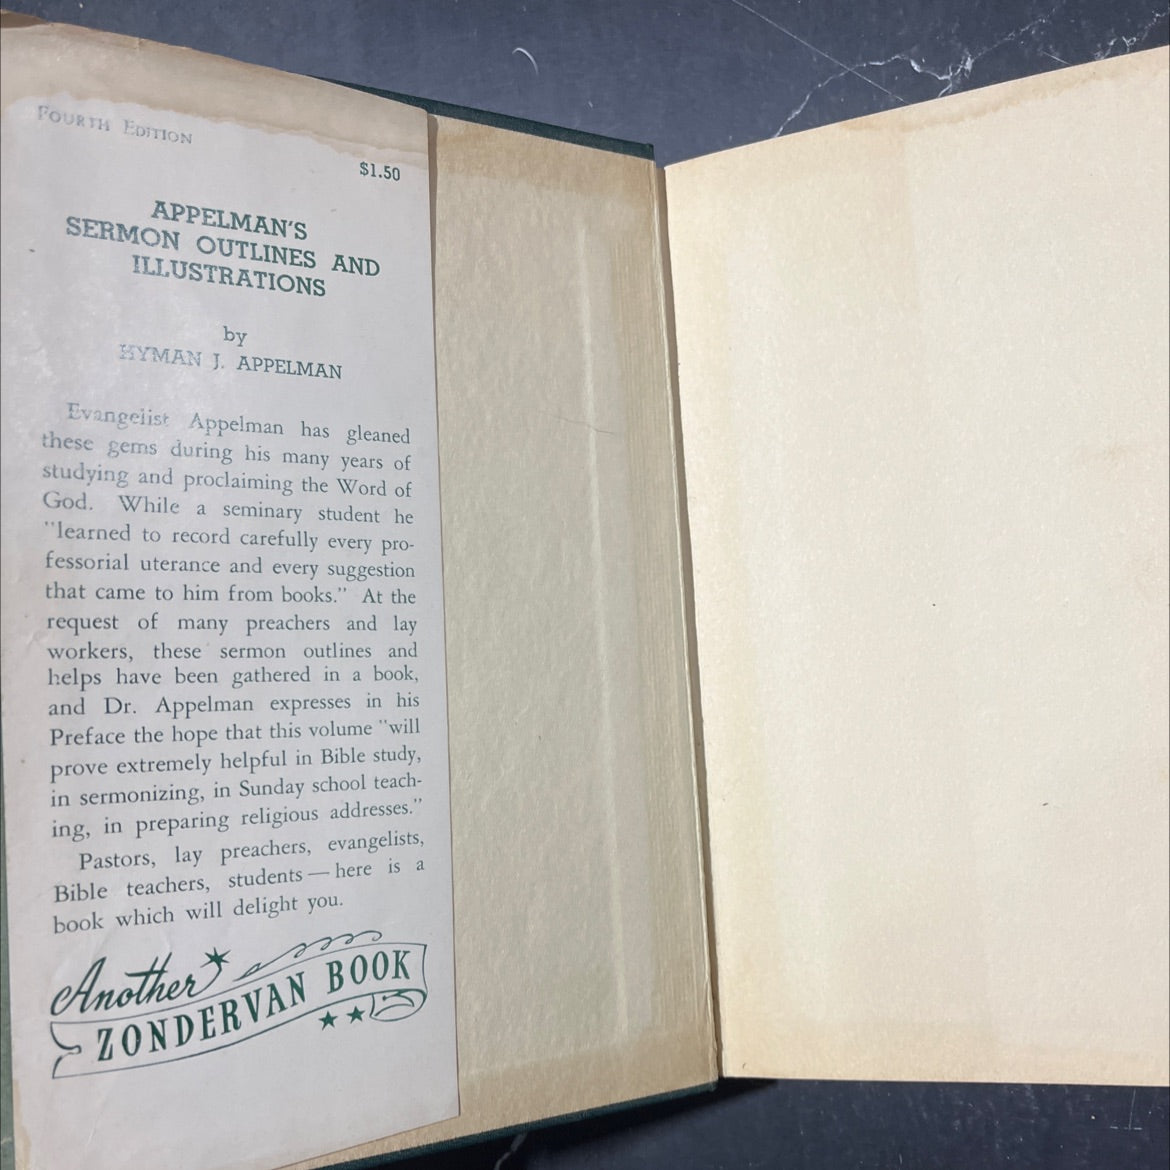 FOURTH EDITION
$1.50
APPELMAN'S
SERMON OUTLINES AND
ILLUSTRATIONS
by
HYMAN J. APPELMAN
Evangelist Appelman has gleaned
these gems during his many years of
studying and proclaiming the Word of
God. While a seminary student he
"learned to record carefully every pro-
fessorial uterance and every suggestion
that came to him from books." At the
request of many preachers and lay
workers, these sermon outlines and
helps have been gathered in a book,
and Dr. Appelman expresses in his
Preface the hope that this volume "will
prove extremely helpful in Bible study,
in sermonizing, in Sunday school teach-
ing, in preparing religious addresses."
Pastors, lay preachers, evangelists,
Bible teachers, students — here is a
book which will delight you.
Another
ZONDERVAN BOOK